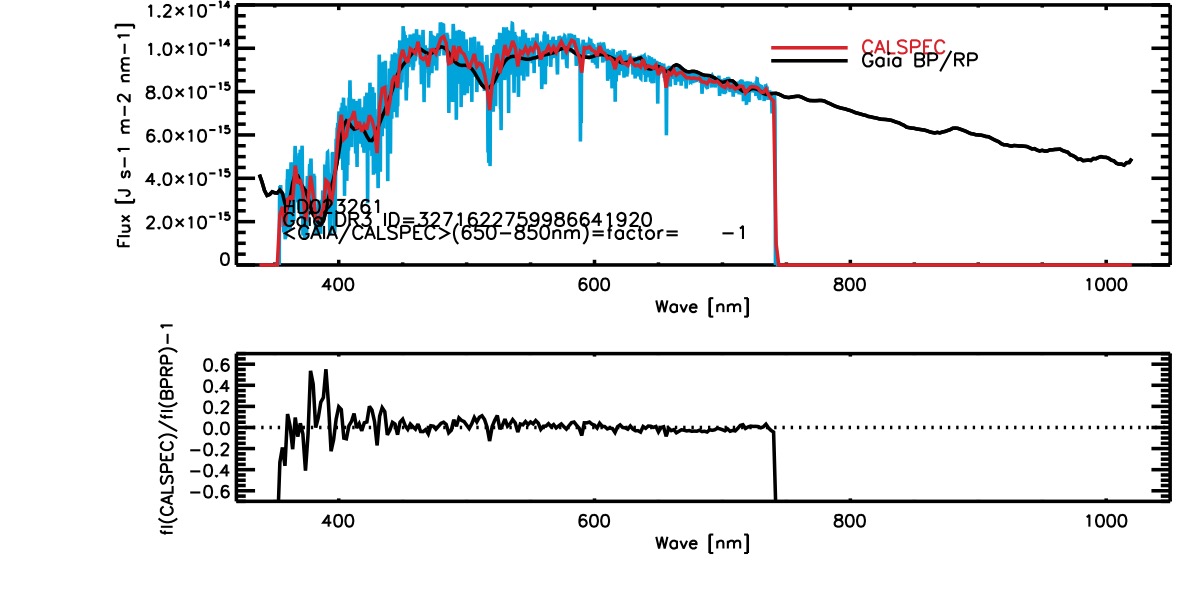 1.2×10⁻¹⁴
1.0×10⁻¹⁴
8.0×10⁻¹⁵
6.0×10⁻¹⁵
4.0×10⁻¹⁵
2.0×10⁻¹⁵
0
Flux [J s−1 m−2 nm−1]
CALSPEC
Gaia BP/RP
HD023261
Gaia DR3 ID=3271622759986641920
<GAIA/CALSPEC>(650−850nm)=factor= −1
400 600 800 1000
Wave [nm]
fl(CALSPEC)/fl(BPRP)−1
0.6
0.4
0.2
0.0
−0.2
−0.4
−0.6
400 600 800 1000
Wave [nm]